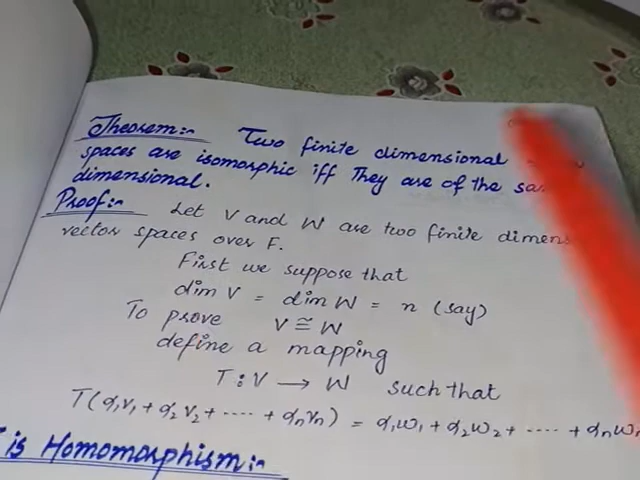 Theorem:- Two finite dimensional
spaces are isomorphic iff They are of the sa
dimensional.
Proof:- Let V and W are two finite dimens
vector spaces over F.
First we suppose that
dim V = dim W = n (say)
To prove V ≅ W
define a mapping
T : V → W such that
T(α₁v₁ + α₂v₂ + ---- + αₙvₙ) = α₁w₁ + α₂w₂ + ---- + αₙwₙ
T is Homomorphism:-